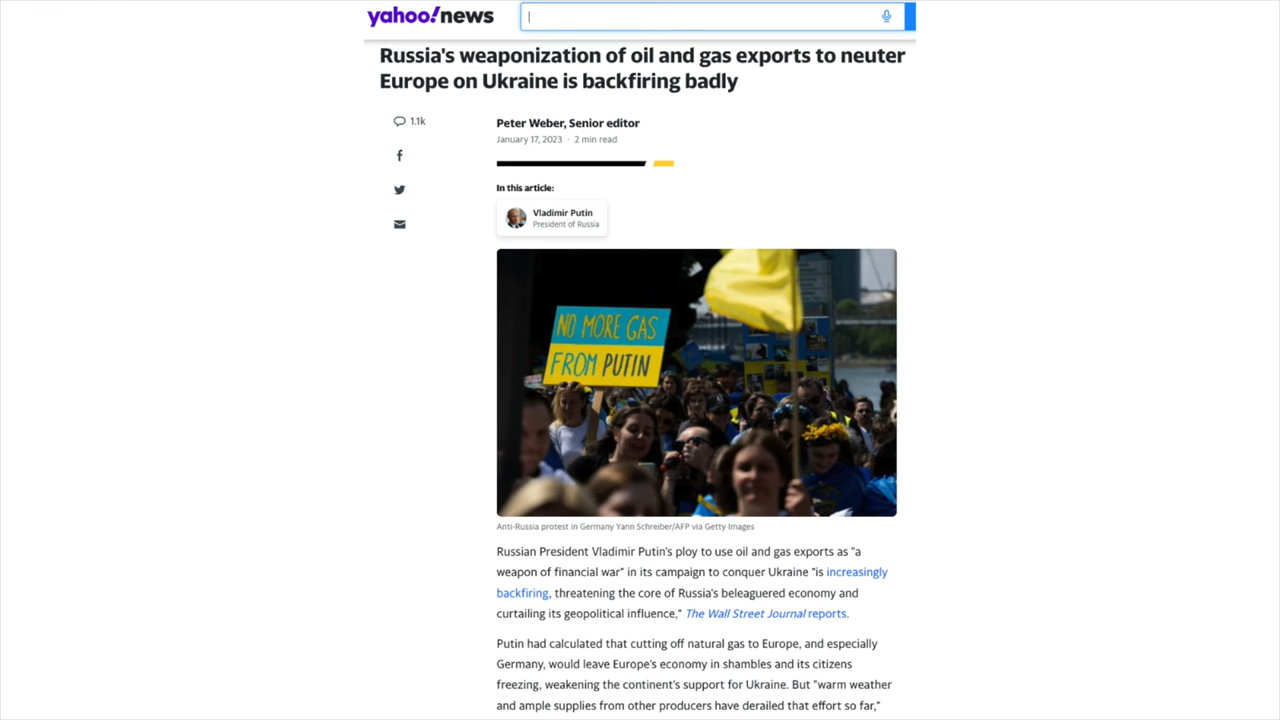 yahoo!news
Russia's weaponization of oil and gas exports to neuter
Europe on Ukraine is backfiring badly
1.1k
Peter Weber, Senior editor
January 17, 2023 · 2 min read
In this article:
Vladimir Putin
President of Russia
NO MORE GAS
FROM PUTIN
Anti-Russia protest in Germany Yann Schreiber/AFP via Getty Images
Russian President Vladimir Putin's ploy to use oil and gas exports as "a
weapon of financial war" in its campaign to conquer Ukraine "is increasingly
backfiring, threatening the core of Russia's beleaguered economy and
curtailing its geopolitical influence," The Wall Street Journal reports.
Putin had calculated that cutting off natural gas to Europe, and especially
Germany, would leave Europe's economy in shambles and its citizens
freezing, weakening the continent's support for Ukraine. But "warm weather
and ample supplies from other producers have derailed that effort so far,"